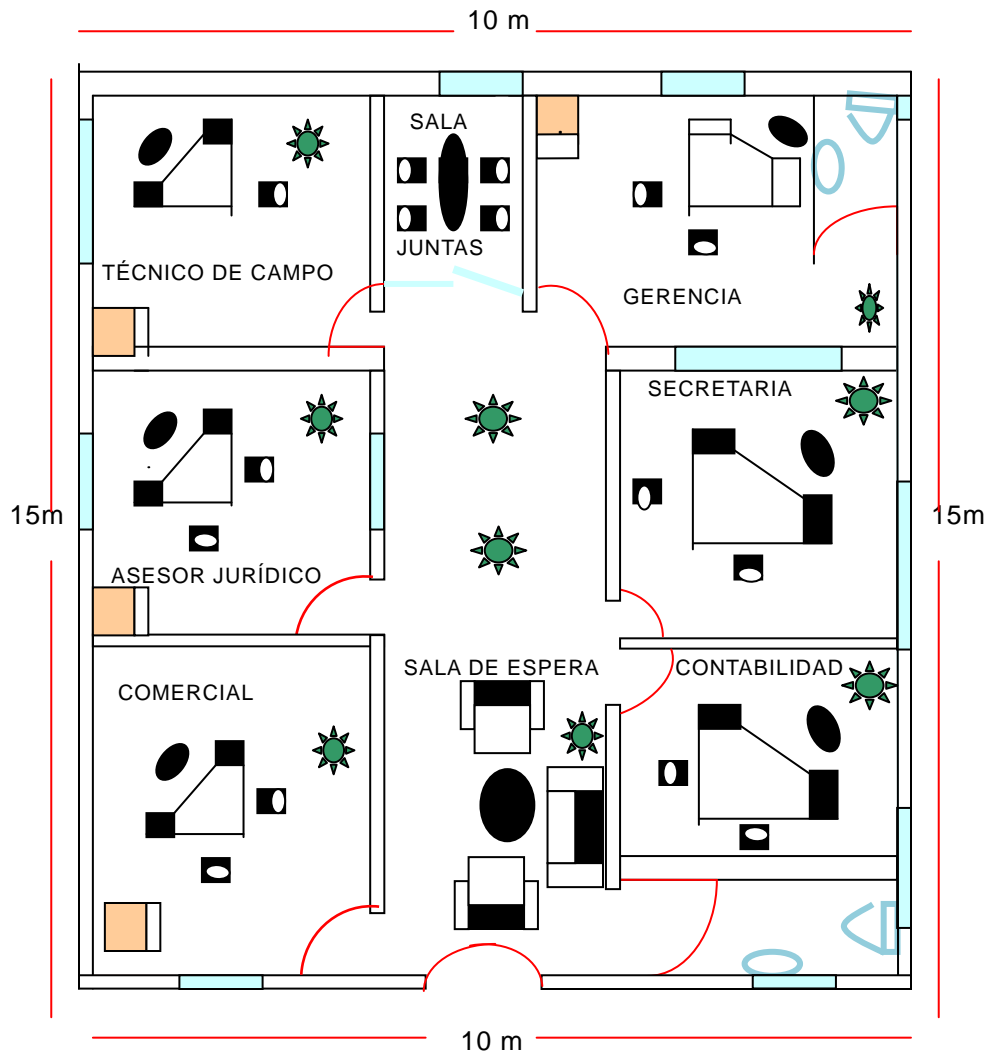 10 m
SALA
JUNTAS
TÉCNICO DE CAMPO
GERENCIA
SECRETARIA
15m
15m
ASESOR JURÍDICO
SALA DE ESPERA
CONTABILIDAD
COMERCIAL
10 m